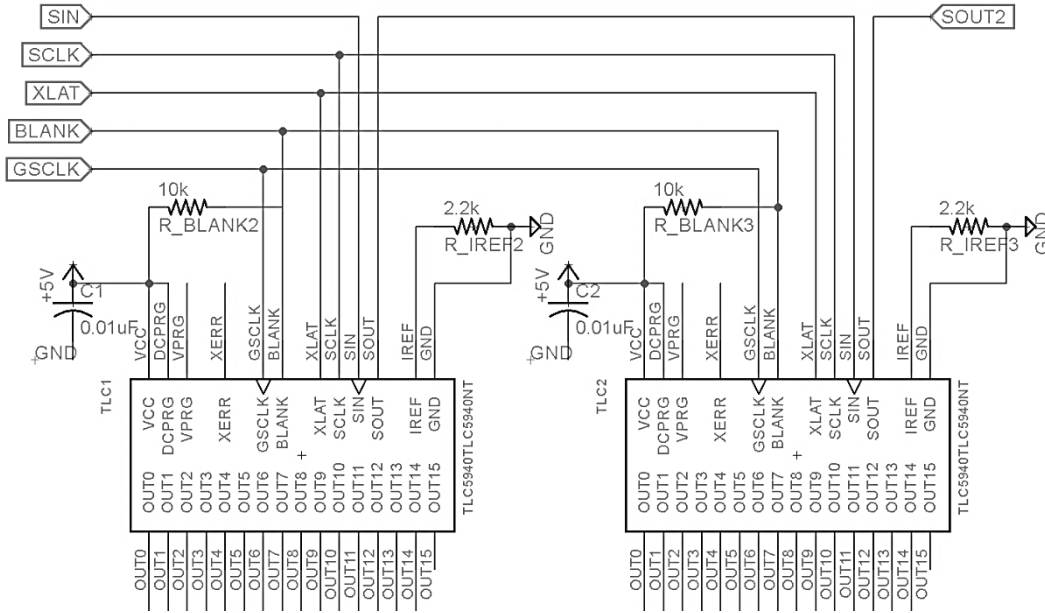 SIN
SOUT2
SCLK
XLAT
BLANK
GSCLK
10k
R_BLANK2
2.2k
R_IREF2
GND
10k
R_BLANK3
2.2k
R_IREF3
GND
+5V
C1
0.01uF
GND
VCC
DCPRG
VPRG
XERR
GSCLK
BLANK
XLAT
SCLK
SIN
SOUT
IREF
GND
+5V
C2
0.01uF
GND
VCC
DCPRG
VPRG
XERR
GSCLK
BLANK
XLAT
SCLK
SIN
SOUT
IREF
GND
TLC1
VCC
DCPRG
VPRG
XERR
GSCLK
BLANK
XLAT
SCLK
SIN
SOUT
IREF
GND
OUT0
OUT1
OUT2
OUT3
OUT4
OUT5
OUT6
OUT7
OUT8
OUT9
OUT10
OUT11
OUT12
OUT13
OUT14
OUT15
TLC5940TLC5940NT
TLC2
VCC
DCPRG
VPRG
XERR
GSCLK
BLANK
XLAT
SCLK
SIN
SOUT
IREF
GND
OUT0
OUT1
OUT2
OUT3
OUT4
OUT5
OUT6
OUT7
OUT8
OUT9
OUT10
OUT11
OUT12
OUT13
OUT14
OUT15
TLC5940TLC5940NT
OUT0
OUT1
OUT2
OUT3
OUT4
OUT5
OUT6
OUT7
OUT8
OUT9
OUT10
OUT11
OUT12
OUT13
OUT14
OUT15
OUT0
OUT1
OUT2
OUT3
OUT4
OUT5
OUT6
OUT7
OUT8
OUT9
OUT10
OUT11
OUT12
OUT13
OUT14
OUT15